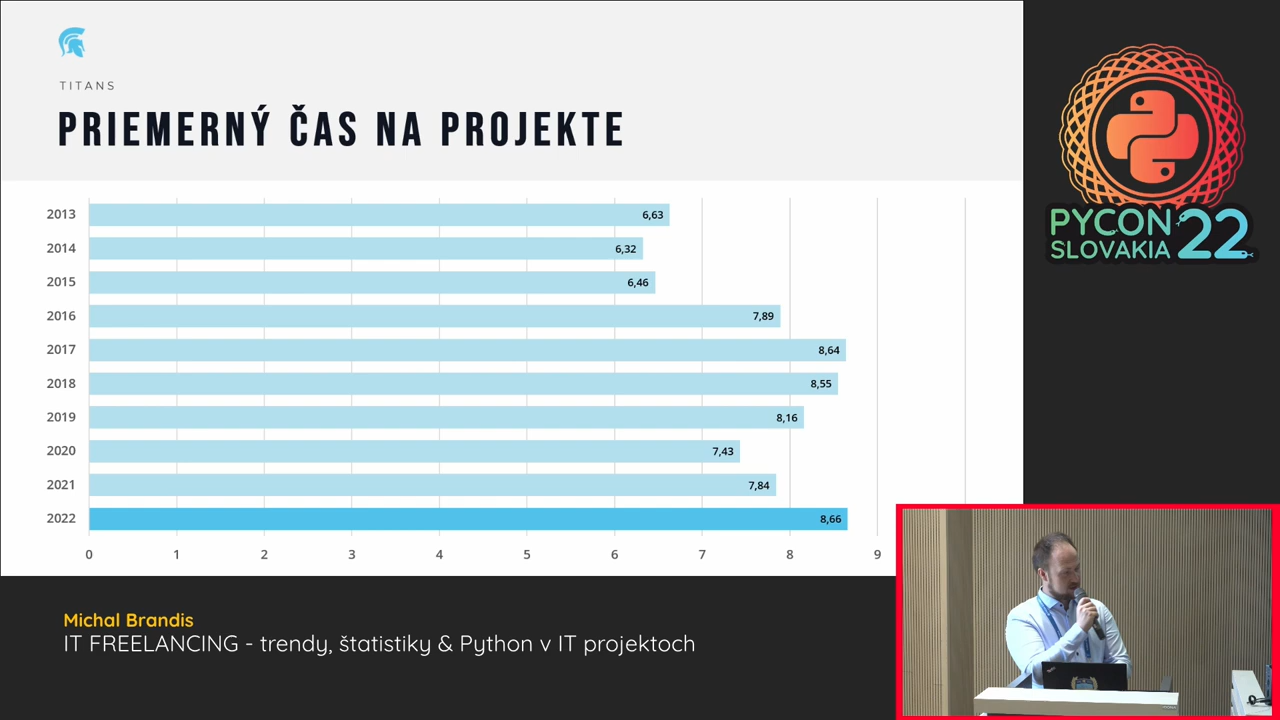 TITANS
PRIEMERNÝ ČAS NA PROJEKTE
2013 6,63
2014 6,32
2015 6,46
2016 7,89
2017 8,64
2018 8,55
2019 8,16
2020 7,43
2021 7,84
2022 8,66
0 1 2 3 4 5 6 7 8 9
PYCON
SLOVAKIA 22
Michal Brandis
IT FREELANCING - trendy, štatistiky & Python v IT projektoch